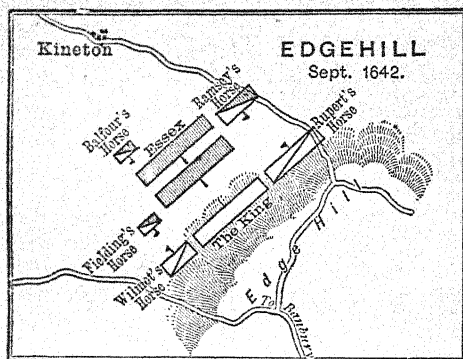 Kineton
EDGEHILL
Sept. 1642.
Ramsey's
Horse
Rupert's
Horse
Balfour's
Horse
Essex
Fielding's
Horse
The King
Wilmot's
Horse
Edge Hill
To
Banbury